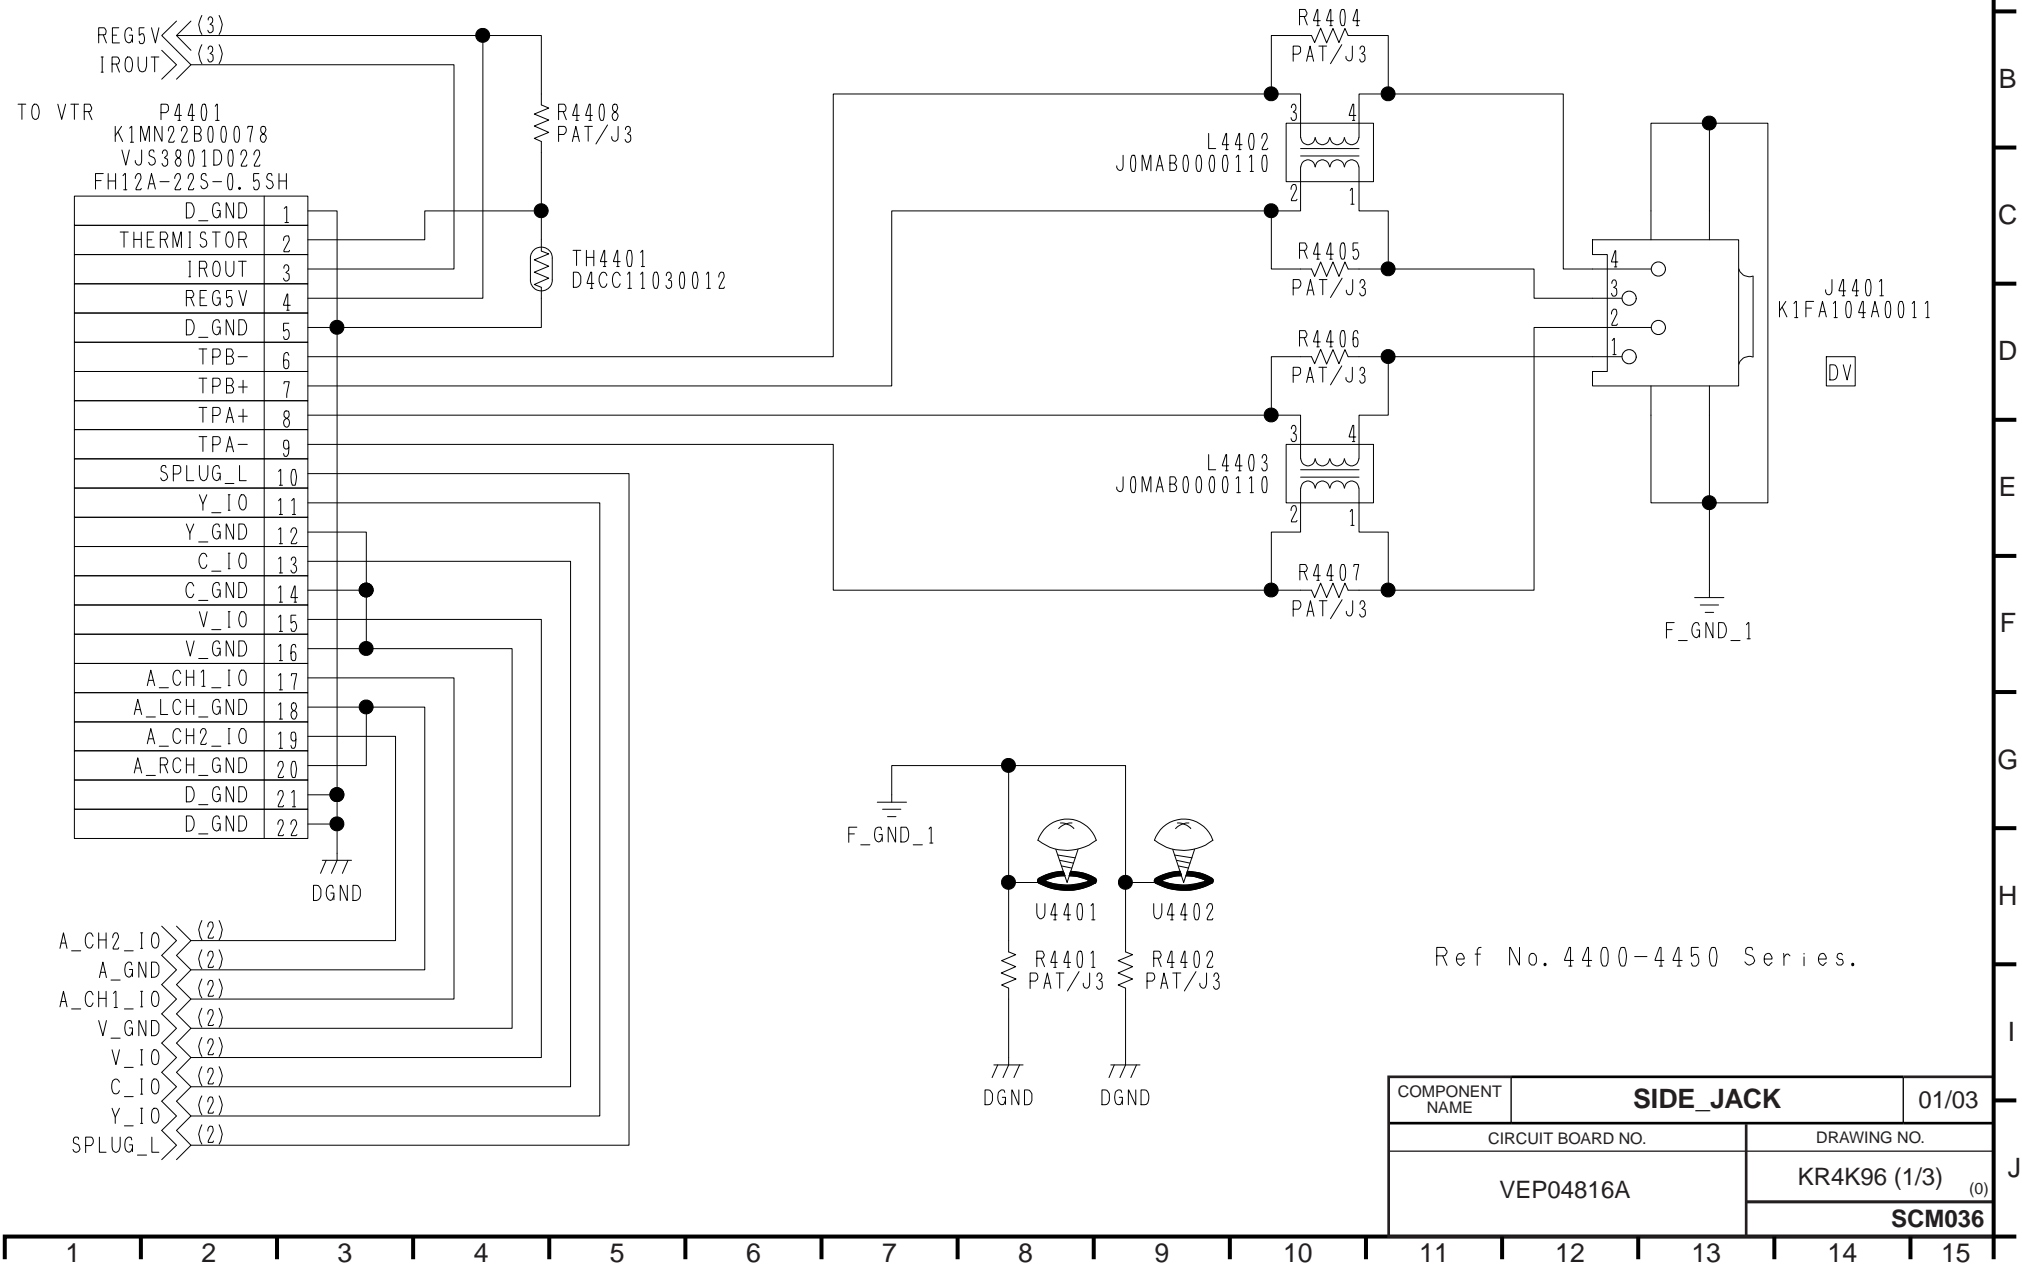 REG5V (3)
IROUT (3)
TO VTR P4401
K1MN22B00078
VJS3801D022
FH12A-22S-0.5SH
D_GND 1
THERMISTOR 2
IROUT 3
REG5V 4
D_GND 5
TPB- 6
TPB+ 7
TPA+ 8
TPA- 9
SPLUG_L 10
Y_IO 11
Y_GND 12
C_IO 13
C_GND 14
V_IO 15
V_GND 16
A_CH1_IO 17
A_LCH_GND 18
A_CH2_IO 19
A_RCH_GND 20
D_GND 21
D_GND 22
DGND
A_CH2_IO (2)
A_GND (2)
A_CH1_IO (2)
V_GND (2)
V_IO (2)
C_IO (2)
Y_IO (2)
SPLUG_L (2)
R4408
PAT/J3
TH4401
D4CC11030012
R4404
PAT/J3
3 4
L4402
J0MAB0000110
2 1
R4405
PAT/J3
R4406
PAT/J3
3 4
L4403
J0MAB0000110
2 1
R4407
PAT/J3
4
3
2
1
J4401
K1FA104A0011
DV
F_GND_1
F_GND_1
U4401 U4402
R4401
PAT/J3
R4402
PAT/J3
DGND DGND
Ref No. 4400-4450 Series.
COMPONENT
NAME
SIDE_JACK
01/03
CIRCUIT BOARD NO.
DRAWING NO.
VEP04816A
KR4K96 (1/3) (0)
SCM036
B
C
D
E
F
G
H
I
J
1 2 3 4 5 6 7 8 9 10 11 12 13 14 15